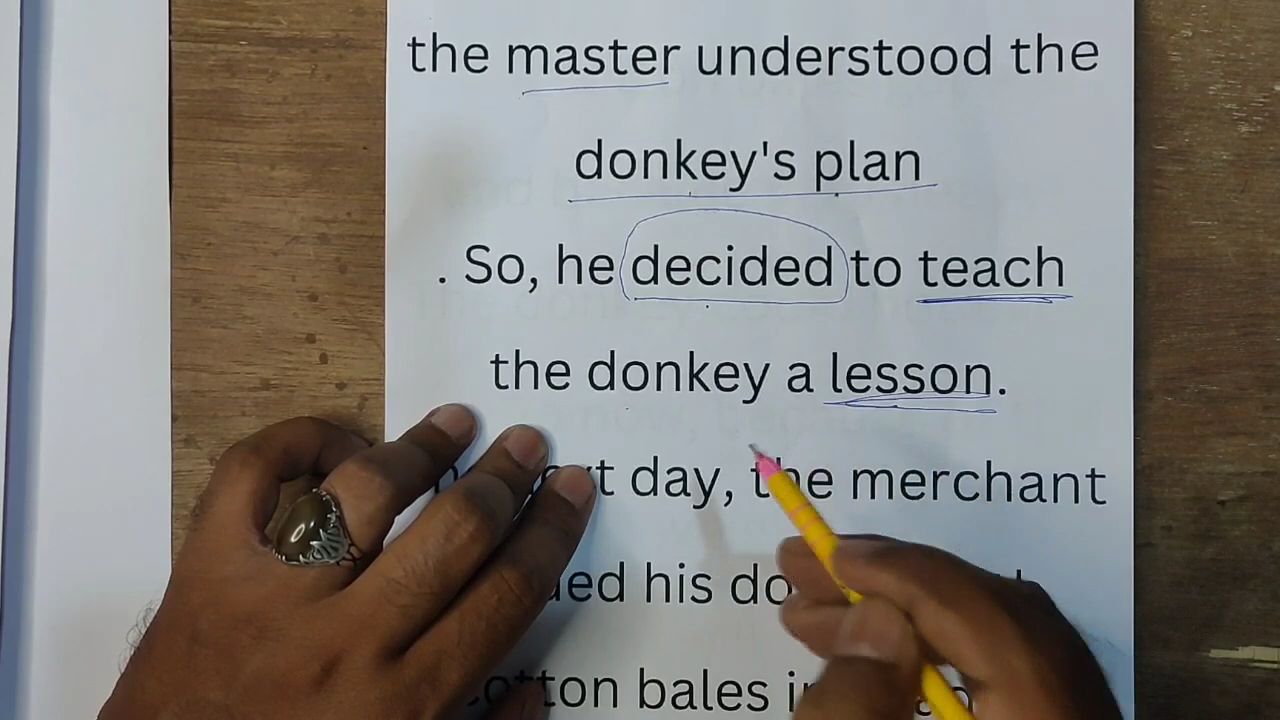 the master understood the
donkey's plan
. So, he decided to teach
the donkey a lesson.
day, the merchant
his
cotton bales